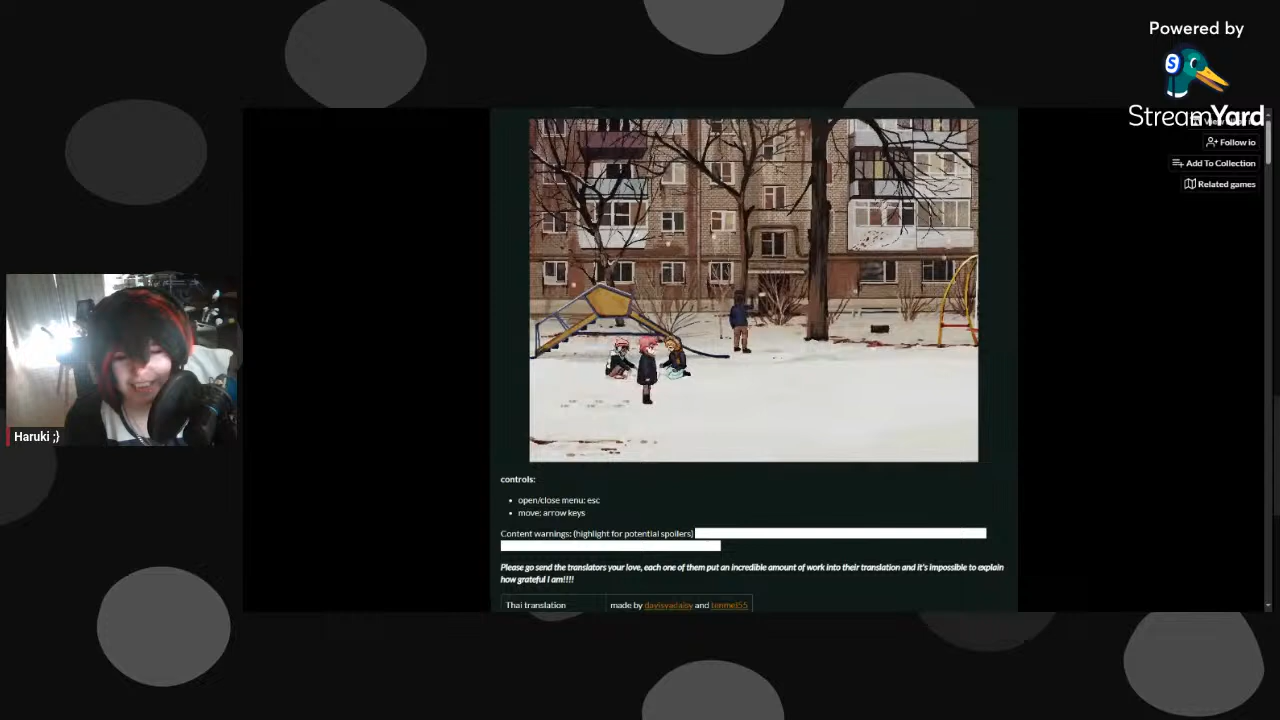 Powered by
StreamYard
Follow io
Add To Collection
Related games
Haruki ;)
controls:
open/close menu: esc
move: arrow keys
Content warnings: (highlight for potential spoilers)
Please go send the translators your love, each one of them put an incredible amount of work into their translation and it's impossible to explain
how grateful I am!!!!
Thai translation
made by davisyadaisy and